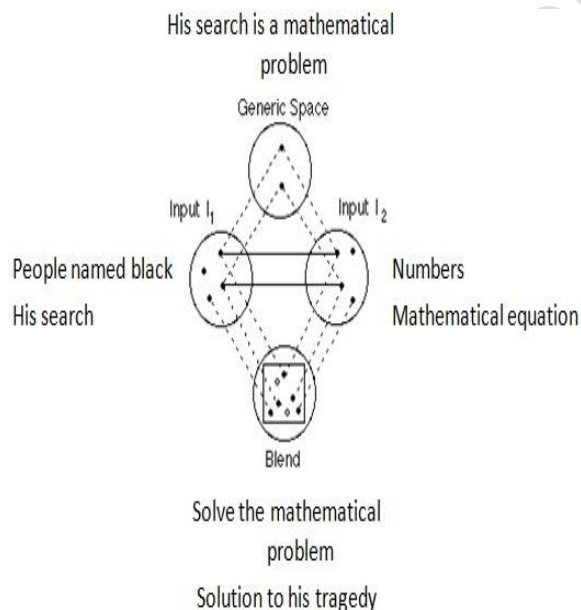 His search is a mathematical
problem
Generic Space
Input I1
Input I2
People named black
Numbers
His search
Mathematical equation
Blend
Solve the mathematical
problem
Solution to his tragedy